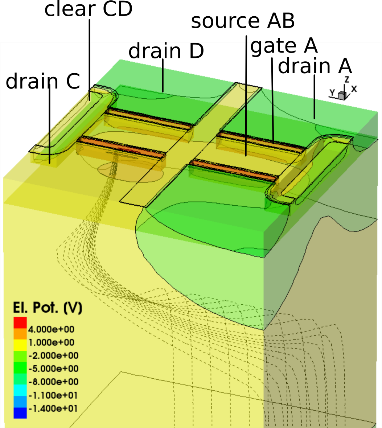 clear CD
source AB
drain D
gate A
drain A
drain C
Z
Y
X
El. Pot. (V)
4.000e+00
1.000e+00
-2.000e+00
-5.000e+00
-8.000e+00
-1.100e+01
-1.400e+01